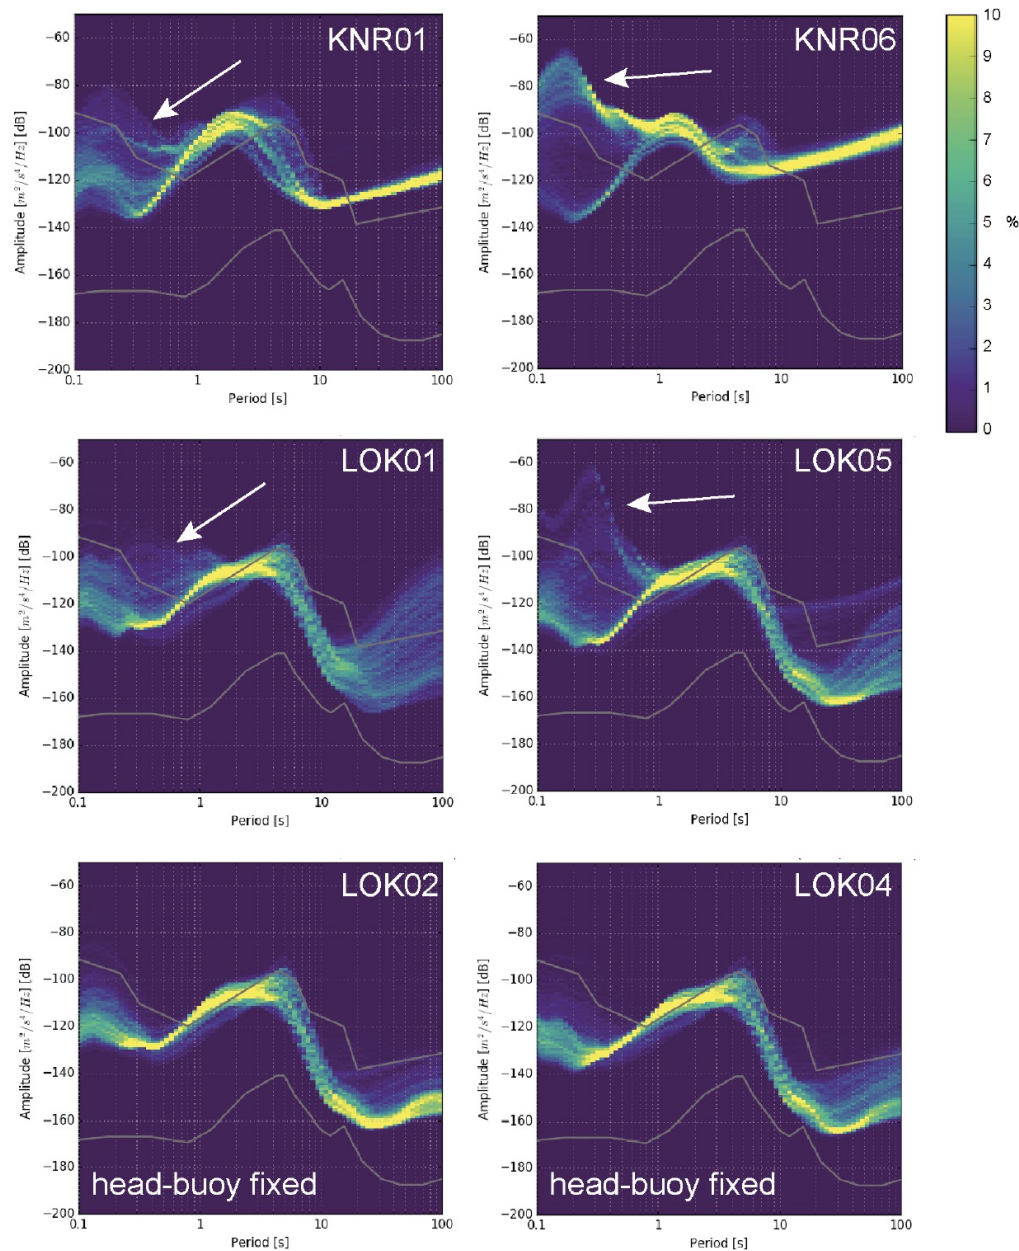 KNR01
−60
−80
−100
−120
−140
−160
−180
−200
Amplitude [m²/s⁴/Hz] [dB]
0.1 1 10 100
Period [s]
KNR06
−60
−80
−100
−120
−140
−160
−180
−200
Amplitude [m²/s⁴/Hz] [dB]
0.1 1 10 100
Period [s]
10
9
8
7
6
5
4
3
2
1
0
%
LOK01
−60
−80
−100
−120
−140
−160
−180
−200
Amplitude [m²/s⁴/Hz] [dB]
0.1 1 10 100
Period [s]
LOK05
−60
−80
−100
−120
−140
−160
−180
−200
Amplitude [m²/s⁴/Hz] [dB]
0.1 1 10 100
Period [s]
LOK02
−60
−80
−100
−120
−140
−160
−180
−200
Amplitude [m²/s⁴/Hz] [dB]
head-buoy fixed
0.1 1 10 100
Period [s]
LOK04
−60
−80
−100
−120
−140
−160
−180
−200
Amplitude [m²/s⁴/Hz] [dB]
head-buoy fixed
0.1 1 10 100
Period [s]